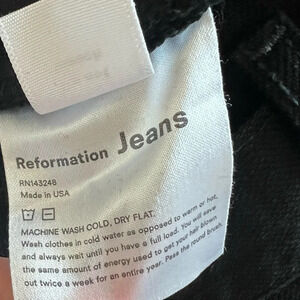 Reformation Jeans
RN143248
Made in USA
MACHINE WASH COLD, DRY FLAT.
Wash clothes in cold water as opposed to warm or hot,
and always wait until you have a full load. You will save
the same amount of energy used to get your hair blown
out twice a week for an entire year. Pass the round brush.